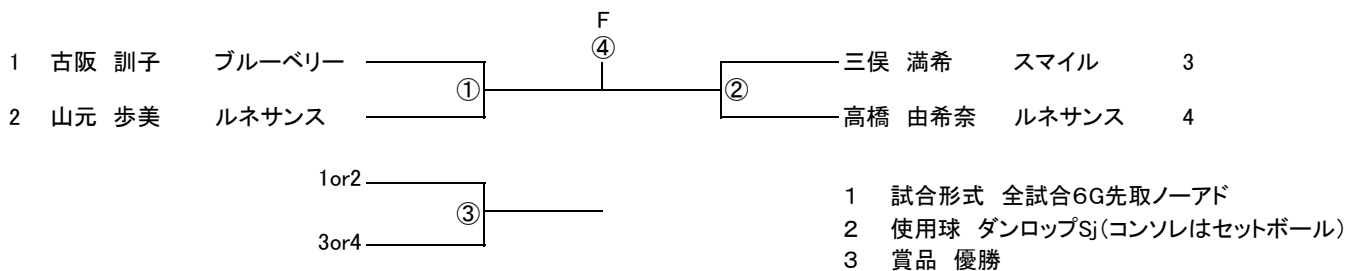 F
④
1 古阪 訓子 ブルーベリー
三俣 満希 スマイル 3
①
②
2 山元 歩美 ルネサンス
高橋 由希奈 ルネサンス 4
1or2
③
3or4
1 試合形式 全試合6G先取ノーアド
2 使用球 ダンロップSj(コンソレはセットボール)
3 賞品 優勝